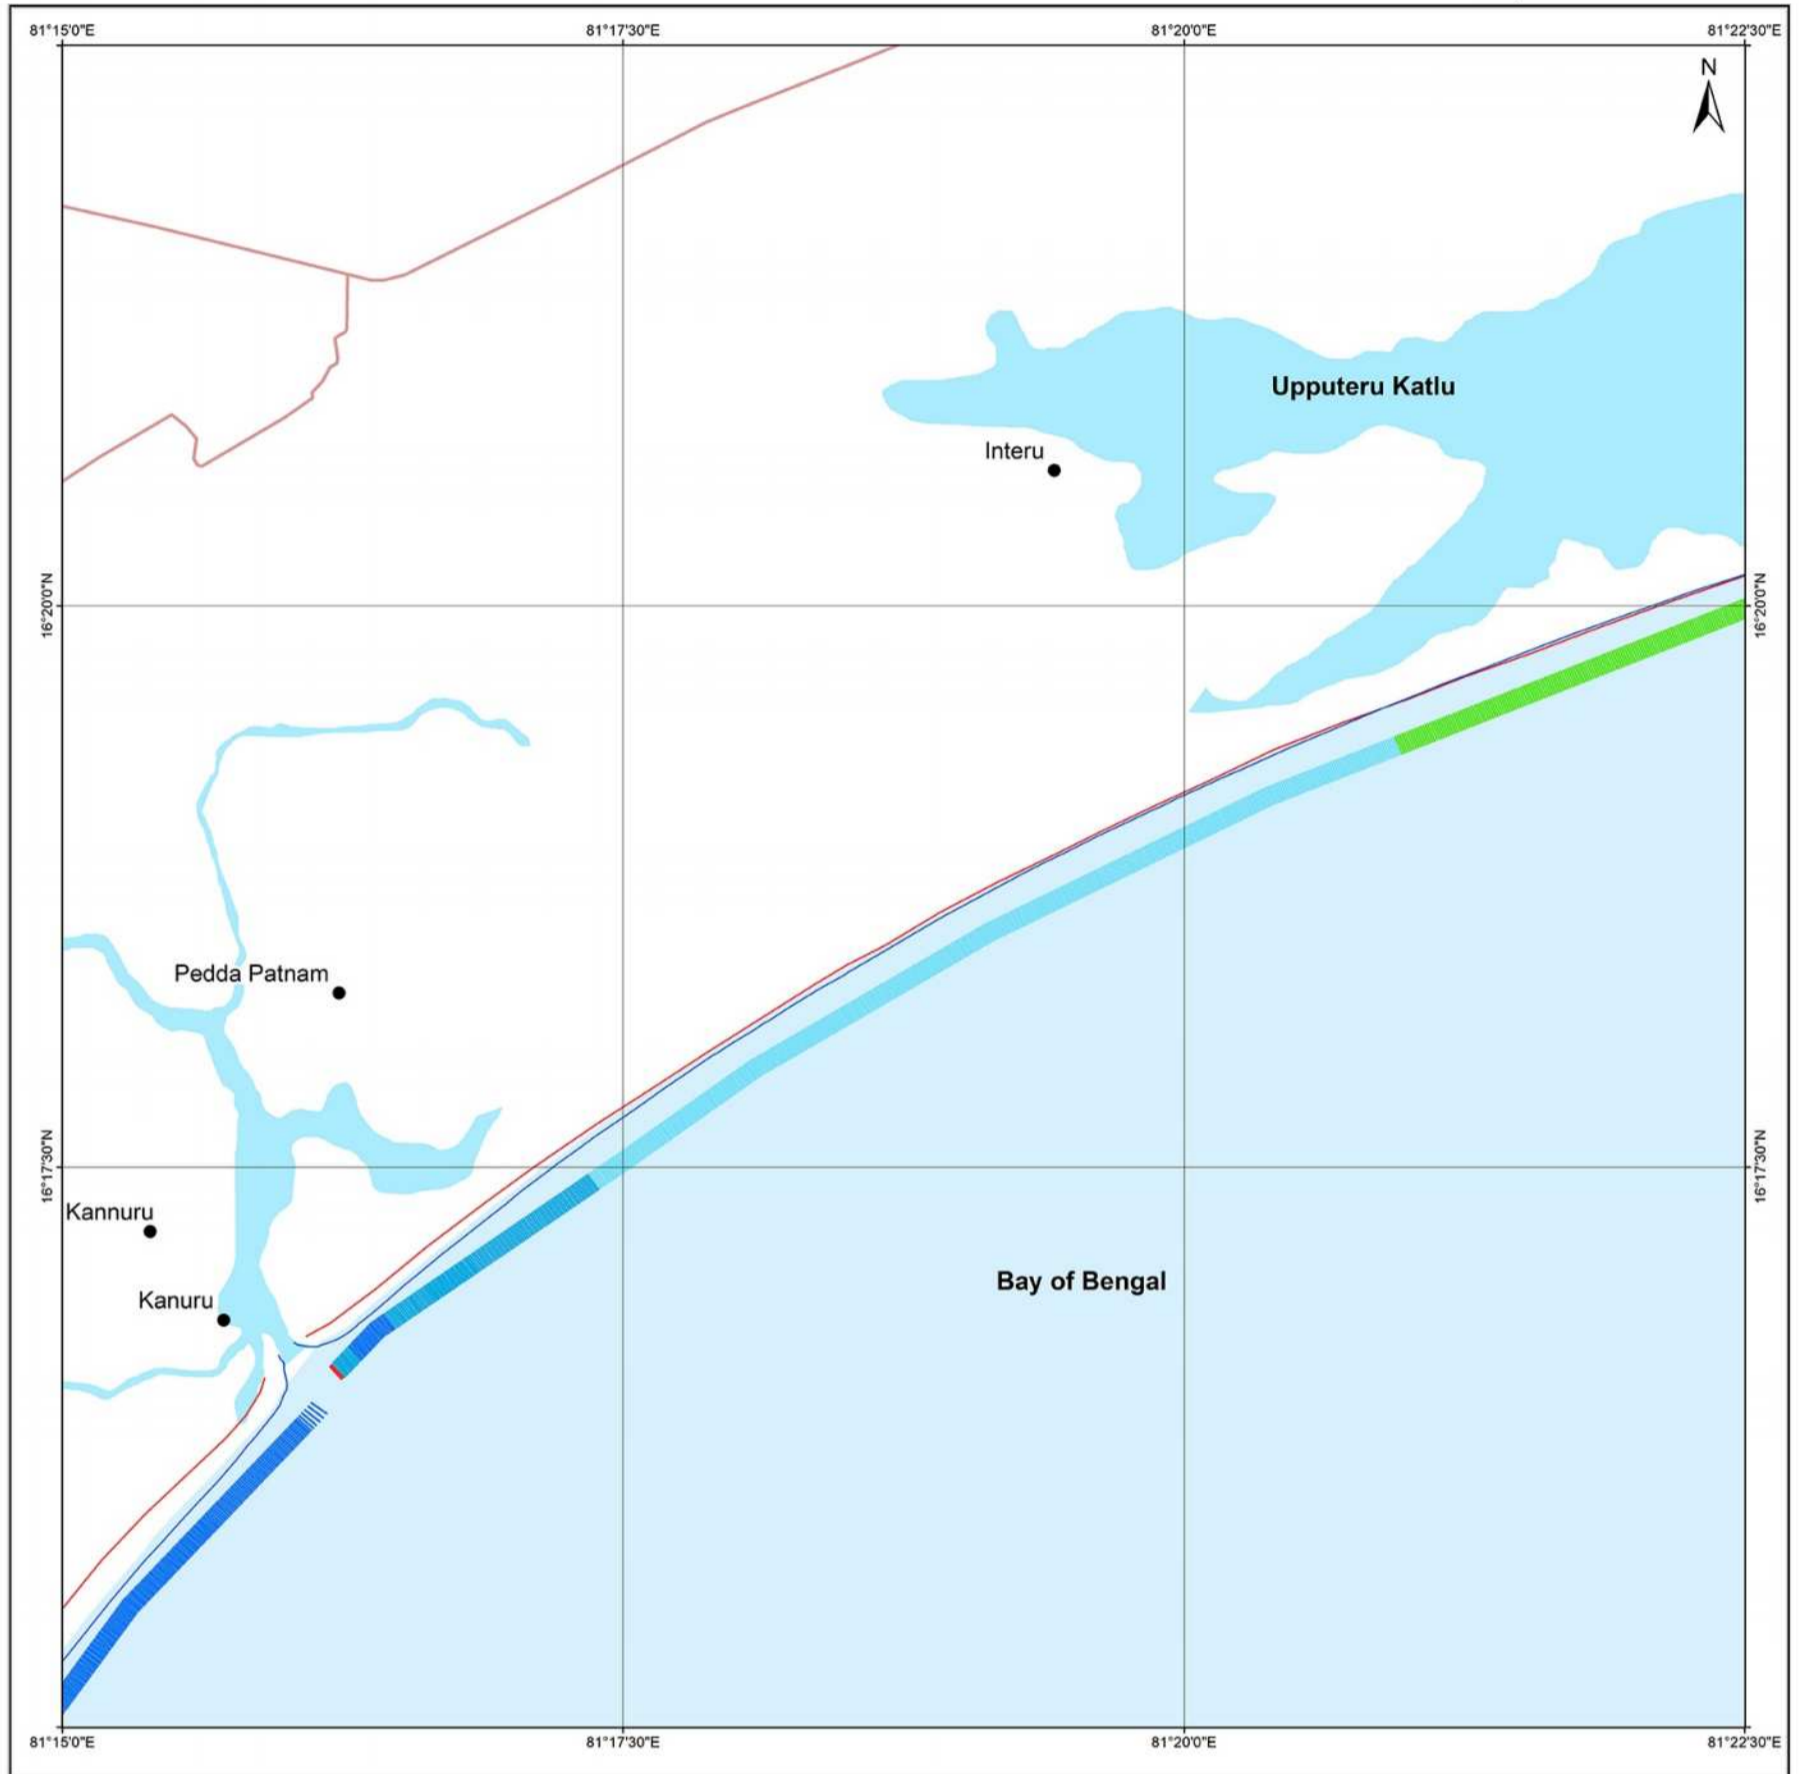 81°15'0"E
81°17'30"E
81°20'0"E
81°22'30"E
N
Upputeru Katlu
Interu
16°20'0"N
16°20'0"N
Pedda Patnam
16°17'30"N
16°17'30"N
Kannuru
Bay of Bengal
Kanuru
81°15'0"E
81°17'30"E
81°20'0"E
81°22'30"E